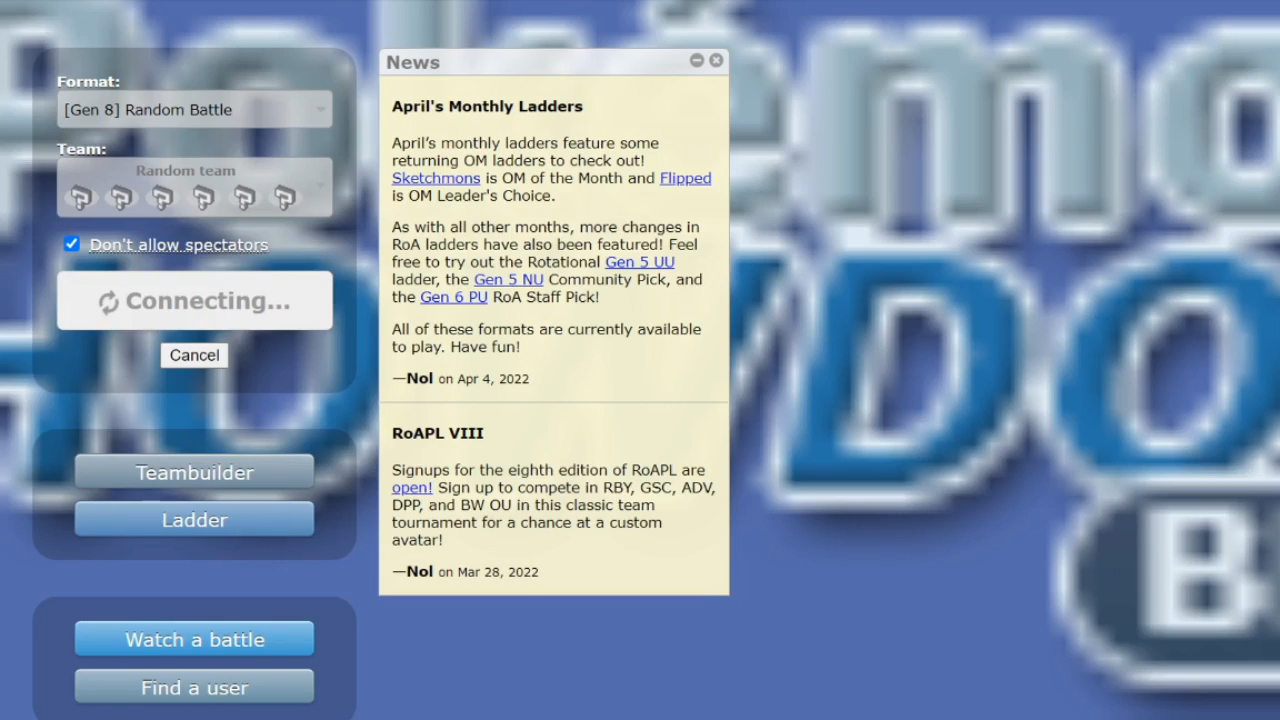 Format:
[Gen 8] Random Battle
Team:
Random team
Don't allow spectators
Connecting...
Cancel
Teambuilder
Ladder
Watch a battle
Find a user
News
April's Monthly Ladders
April’s monthly ladders feature some
returning OM ladders to check out!
Sketchmons is OM of the Month and Flipped
is OM Leader's Choice.
As with all other months, more changes in
RoA ladders have also been featured! Feel
free to try out the Rotational Gen 5 UU
ladder, the Gen 5 NU Community Pick, and
the Gen 6 PU RoA Staff Pick!
All of these formats are currently available
to play. Have fun!
—Nol on Apr 4, 2022
RoAPL VIII
Signups for the eighth edition of RoAPL are
open! Sign up to compete in RBY, GSC, ADV,
DPP, and BW OU in this classic team
tournament for a chance at a custom
avatar!
—Nol on Mar 28, 2022